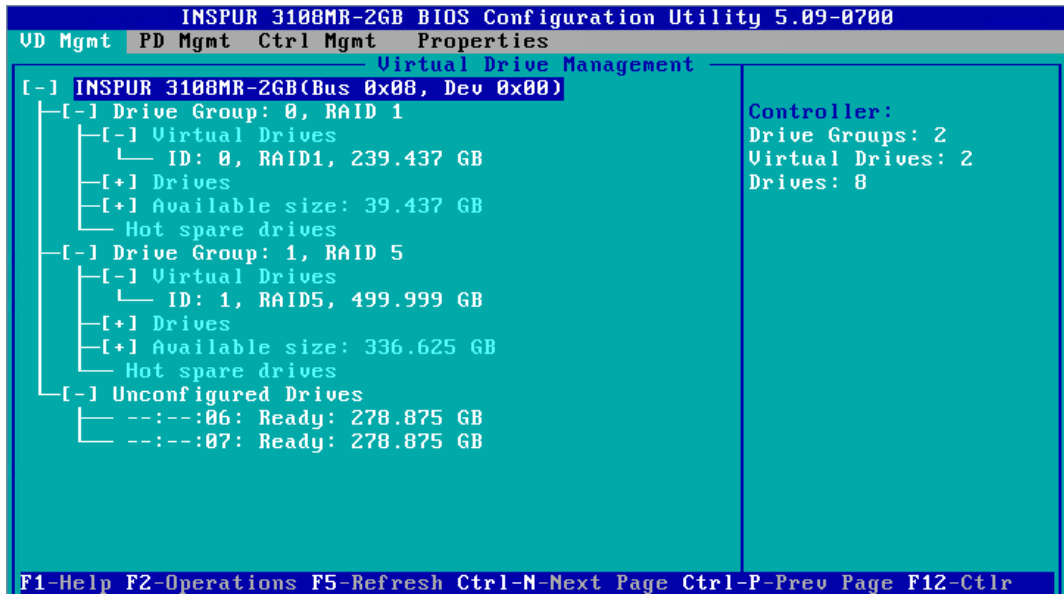 INSPUR 3108MR-2GB BIOS Configuration Utility 5.09-0700
VD Mgmt PD Mgmt Ctrl Mgmt Properties
Virtual Drive Management
[-] INSPUR 3108MR-2GB(Bus 0x08, Dev 0x00)
[-] Drive Group: 0, RAID 1
[-] Virtual Drives
ID: 0, RAID1, 239.437 GB
[+] Drives
[+] Available size: 39.437 GB
Hot spare drives
[-] Drive Group: 1, RAID 5
[-] Virtual Drives
ID: 1, RAID5, 499.999 GB
[+] Drives
[+] Available size: 336.625 GB
Hot spare drives
[-] Unconfigured Drives
--:--:06: Ready: 278.875 GB
--:--:07: Ready: 278.875 GB
Controller:
Drive Groups: 2
Virtual Drives: 2
Drives: 8
F1-Help F2-Operations F5-Refresh Ctrl-N-Next Page Ctrl-P-Prev Page F12-Ctlr